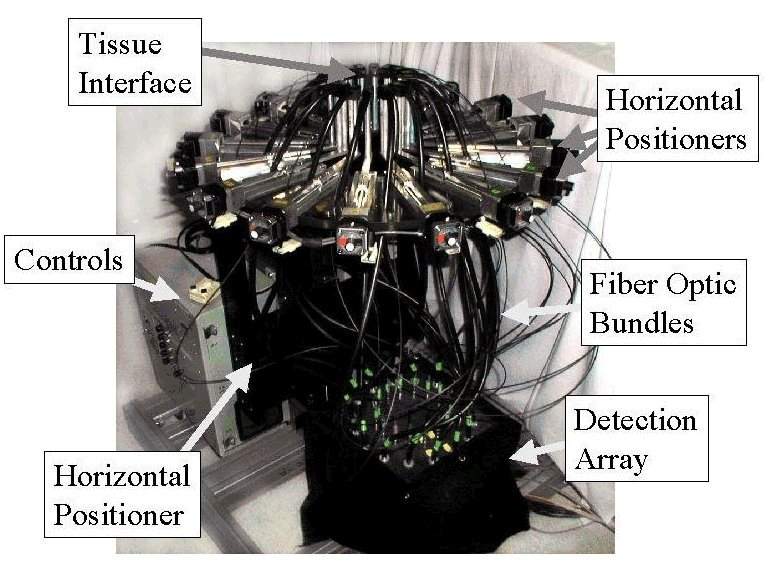 Tissue
Interface
Horizontal
Positioners
Controls
Fiber Optic
Bundles
Detection
Array
Horizontal
Positioner